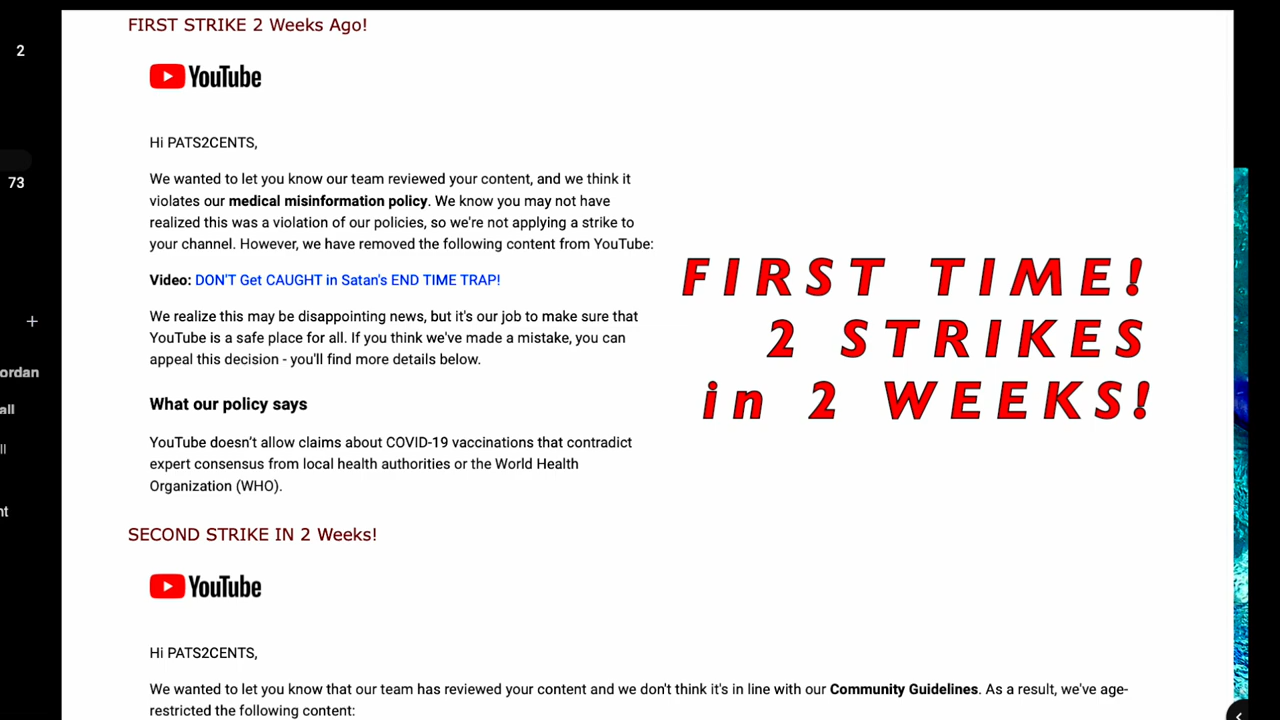 FIRST STRIKE 2 Weeks Ago!
2
YouTube
Hi PATS2CENTS,
We wanted to let you know our team reviewed your content, and we think it
violates our medical misinformation policy. We know you may not have
realized this was a violation of our policies, so we're not applying a strike to
your channel. However, we have removed the following content from YouTube:
73
Video: DON'T Get CAUGHT in Satan's END TIME TRAP!
We realize this may be disappointing news, but it's our job to make sure that
YouTube is a safe place for all. If you think we've made a mistake, you can
appeal this decision - you'll find more details below.
FIRST TIME!
2 STRIKES
in 2 WEEKS!
+
ordan
all
ll
nt
What our policy says
YouTube doesn't allow claims about COVID-19 vaccinations that contradict
expert consensus from local health authorities or the World Health
Organization (WHO).
SECOND STRIKE IN 2 Weeks!
YouTube
Hi PATS2CENTS,
We wanted to let you know that our team has reviewed your content and we don't think it's in line with our Community Guidelines. As a result, we've age-
restricted the following content: